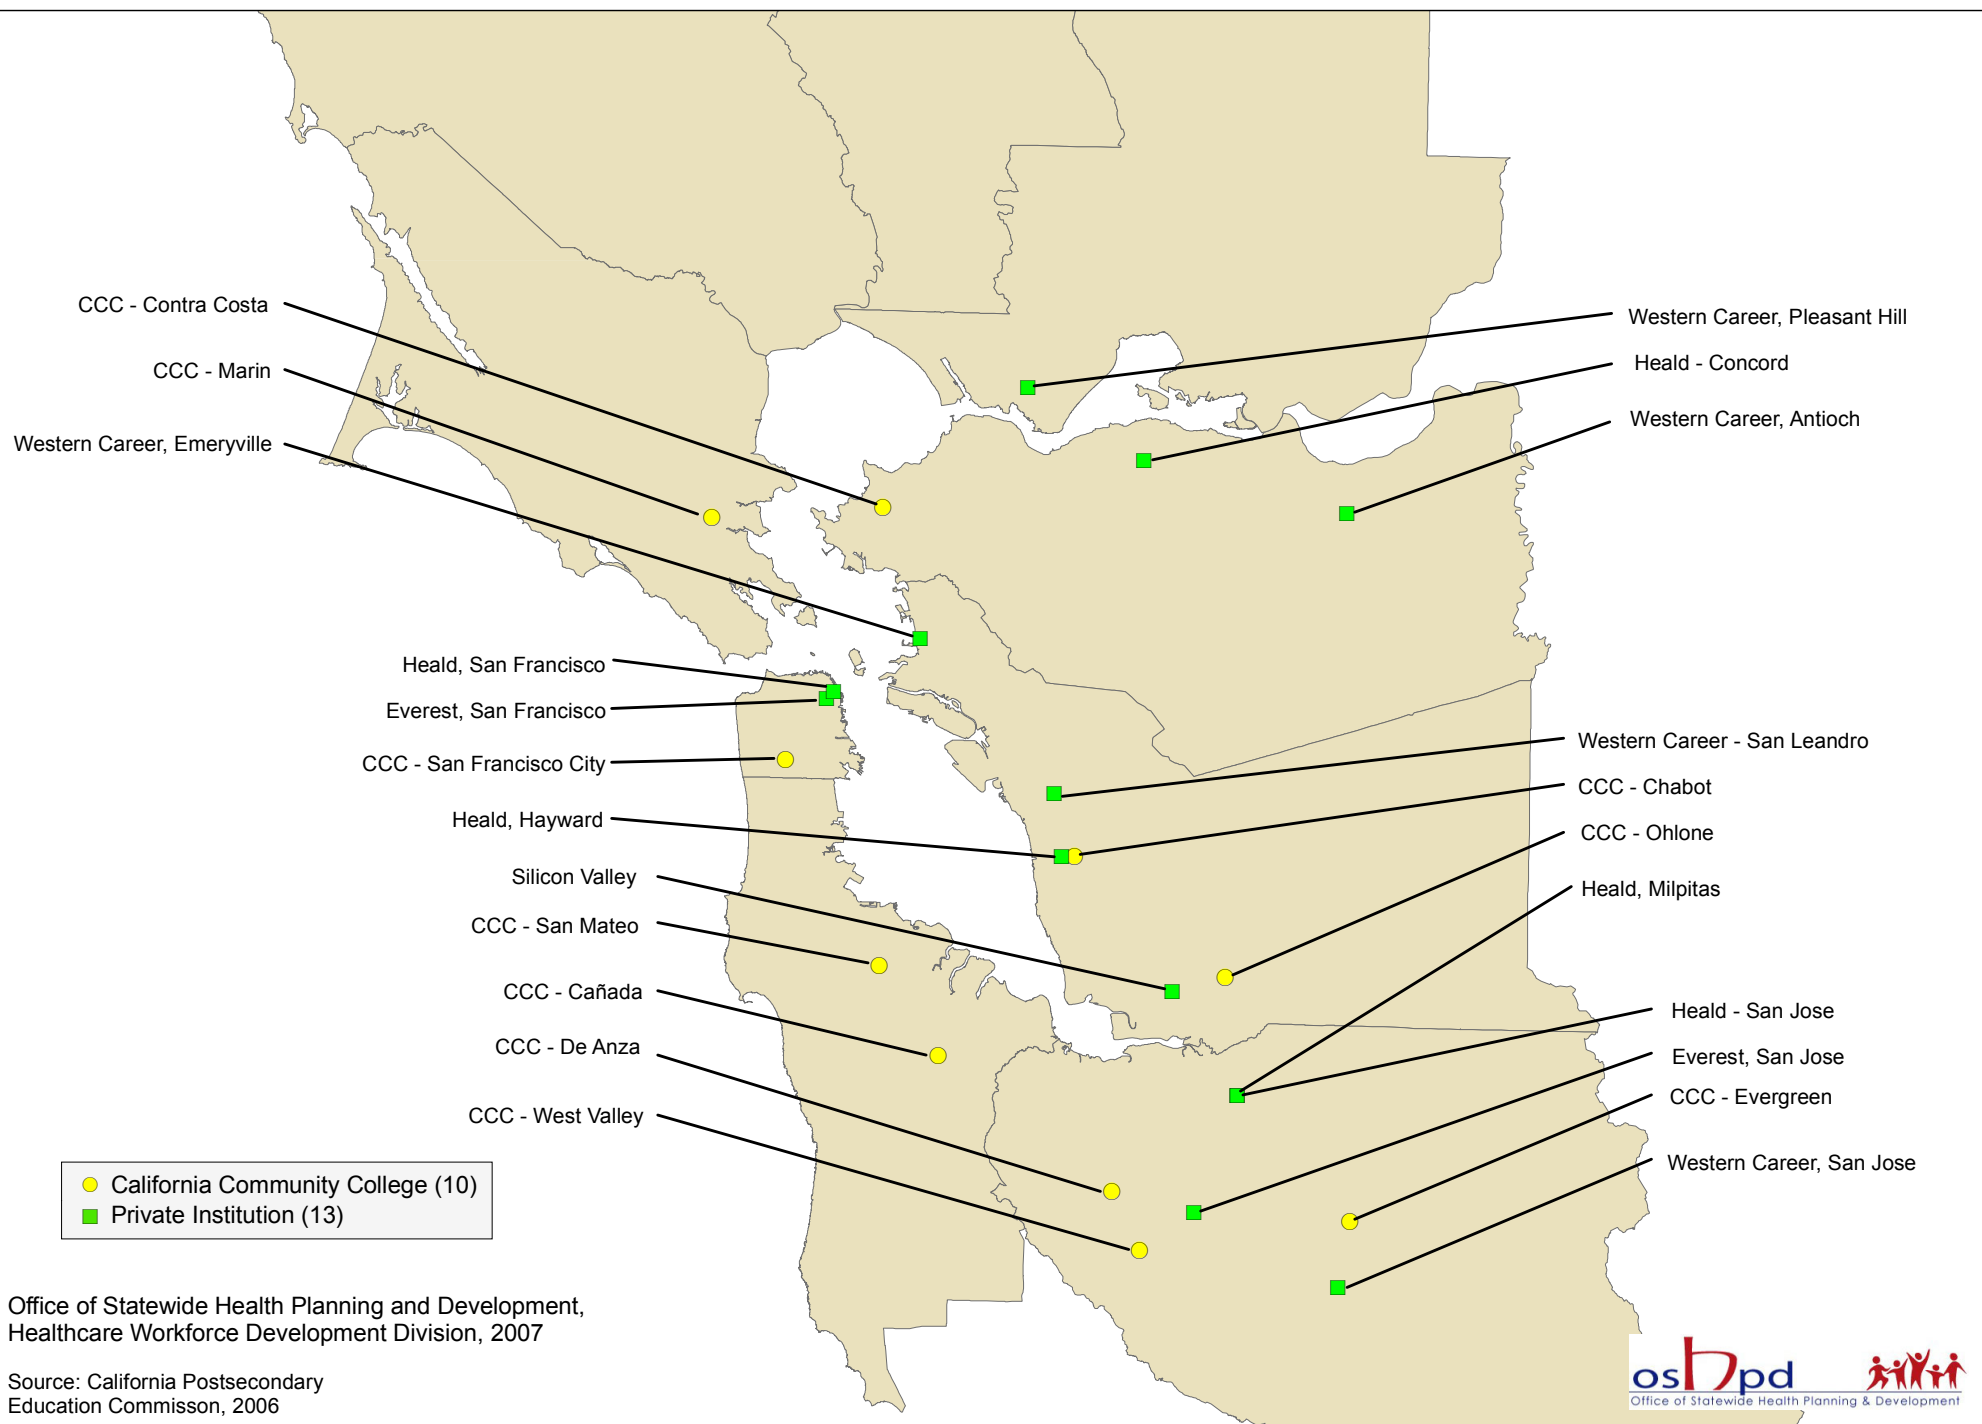 CCC - Contra Costa
CCC - Marin
Western Career, Emeryville
Heald, San Francisco
Everest, San Francisco
CCC - San Francisco City
Heald, Hayward
Silicon Valley
CCC - San Mateo
CCC - Cañada
CCC - De Anza
CCC - West Valley
Western Career, Pleasant Hill
Heald - Concord
Western Career, Antioch
Western Career - San Leandro
CCC - Chabot
CCC - Ohlone
Heald, Milpitas
Heald - San Jose
Everest, San Jose
CCC - Evergreen
Western Career, San Jose
California Community College (10)
Private Institution (13)
Office of Statewide Health Planning and Development,
Healthcare Workforce Development Division, 2007
Source: California Postsecondary
Education Commisson, 2006
oshpd
Office of Statewide Health Planning & Development